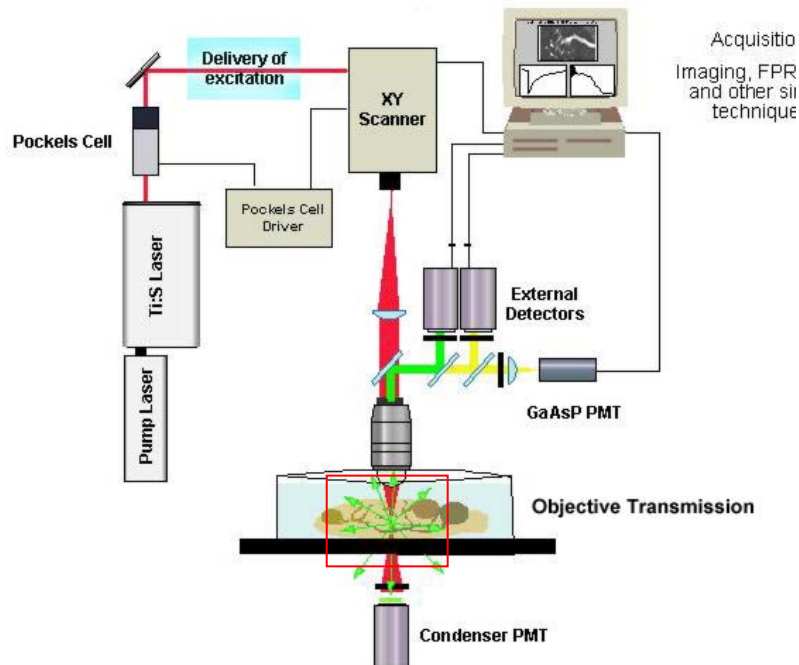 Acquisitio
Delivery of
excitation
Imaging, FPR
and other si
technique
XY
Scanner
Pockels Cell
Pockels Cell
Driver
Ti:S Laser
External
Detectors
Pump Laser
GaAsP PMT
Objective Transmission
Condenser PMT